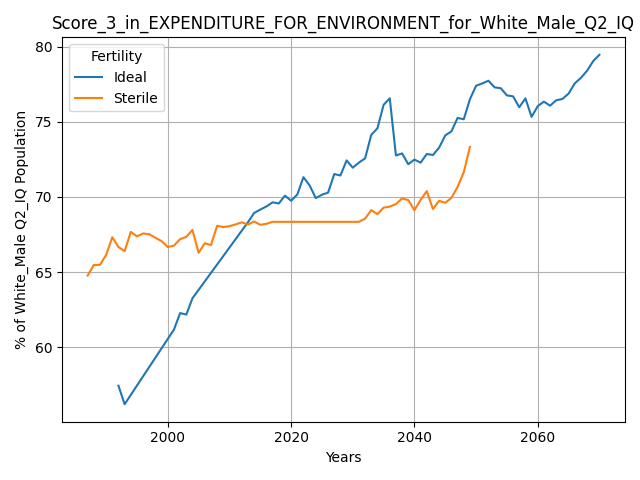 Score_3_in_EXPENDITURE_FOR_ENVIRONMENT_for_White_Male_Q2_IQ
Fertility
Ideal
Sterile
% of White_Male Q2_IQ Population
80
75
70
65
60
2000
2020
2040
2060
Years